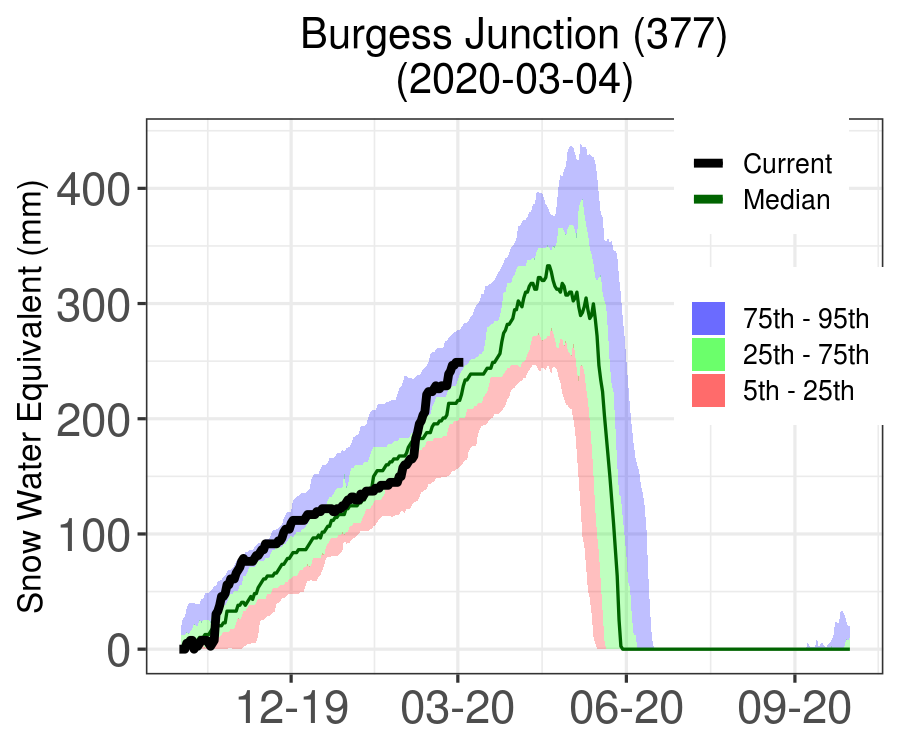 Burgess Junction (377)
(2020-03-04)
Snow Water Equivalent (mm)
400
300
200
100
0
12-19
03-20
06-20
09-20
Current
Median
75th - 95th
25th - 75th
5th - 25th